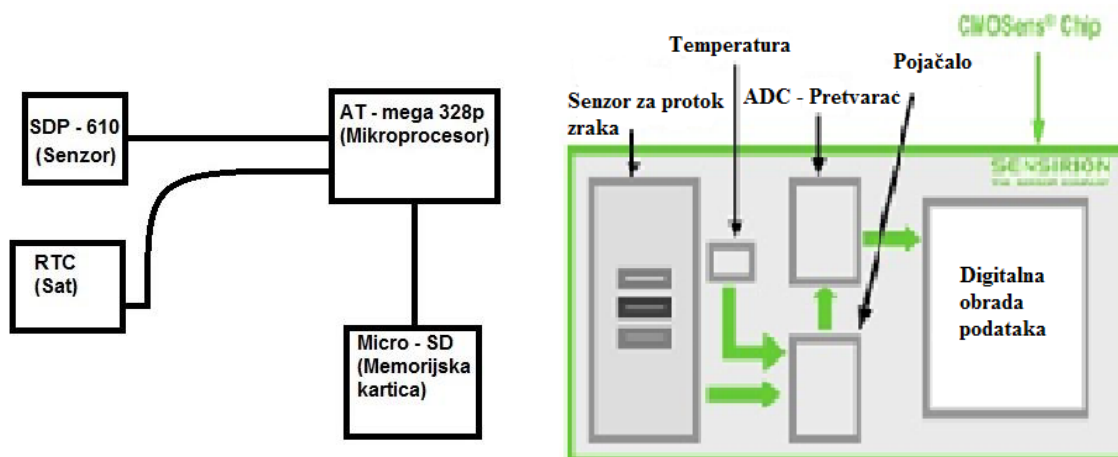 SDP - 610
(Senzor)
AT - mega 328p
(Mikroprocesor)
RTC
(Sat)
Micro - SD
(Memorijska
kartica)
CMOSens® Chip
Temperatura
Pojačalo
Senzor za protok
zraka
ADC - Pretvarač
SENSIRION
Digitalna
obrada
podataka